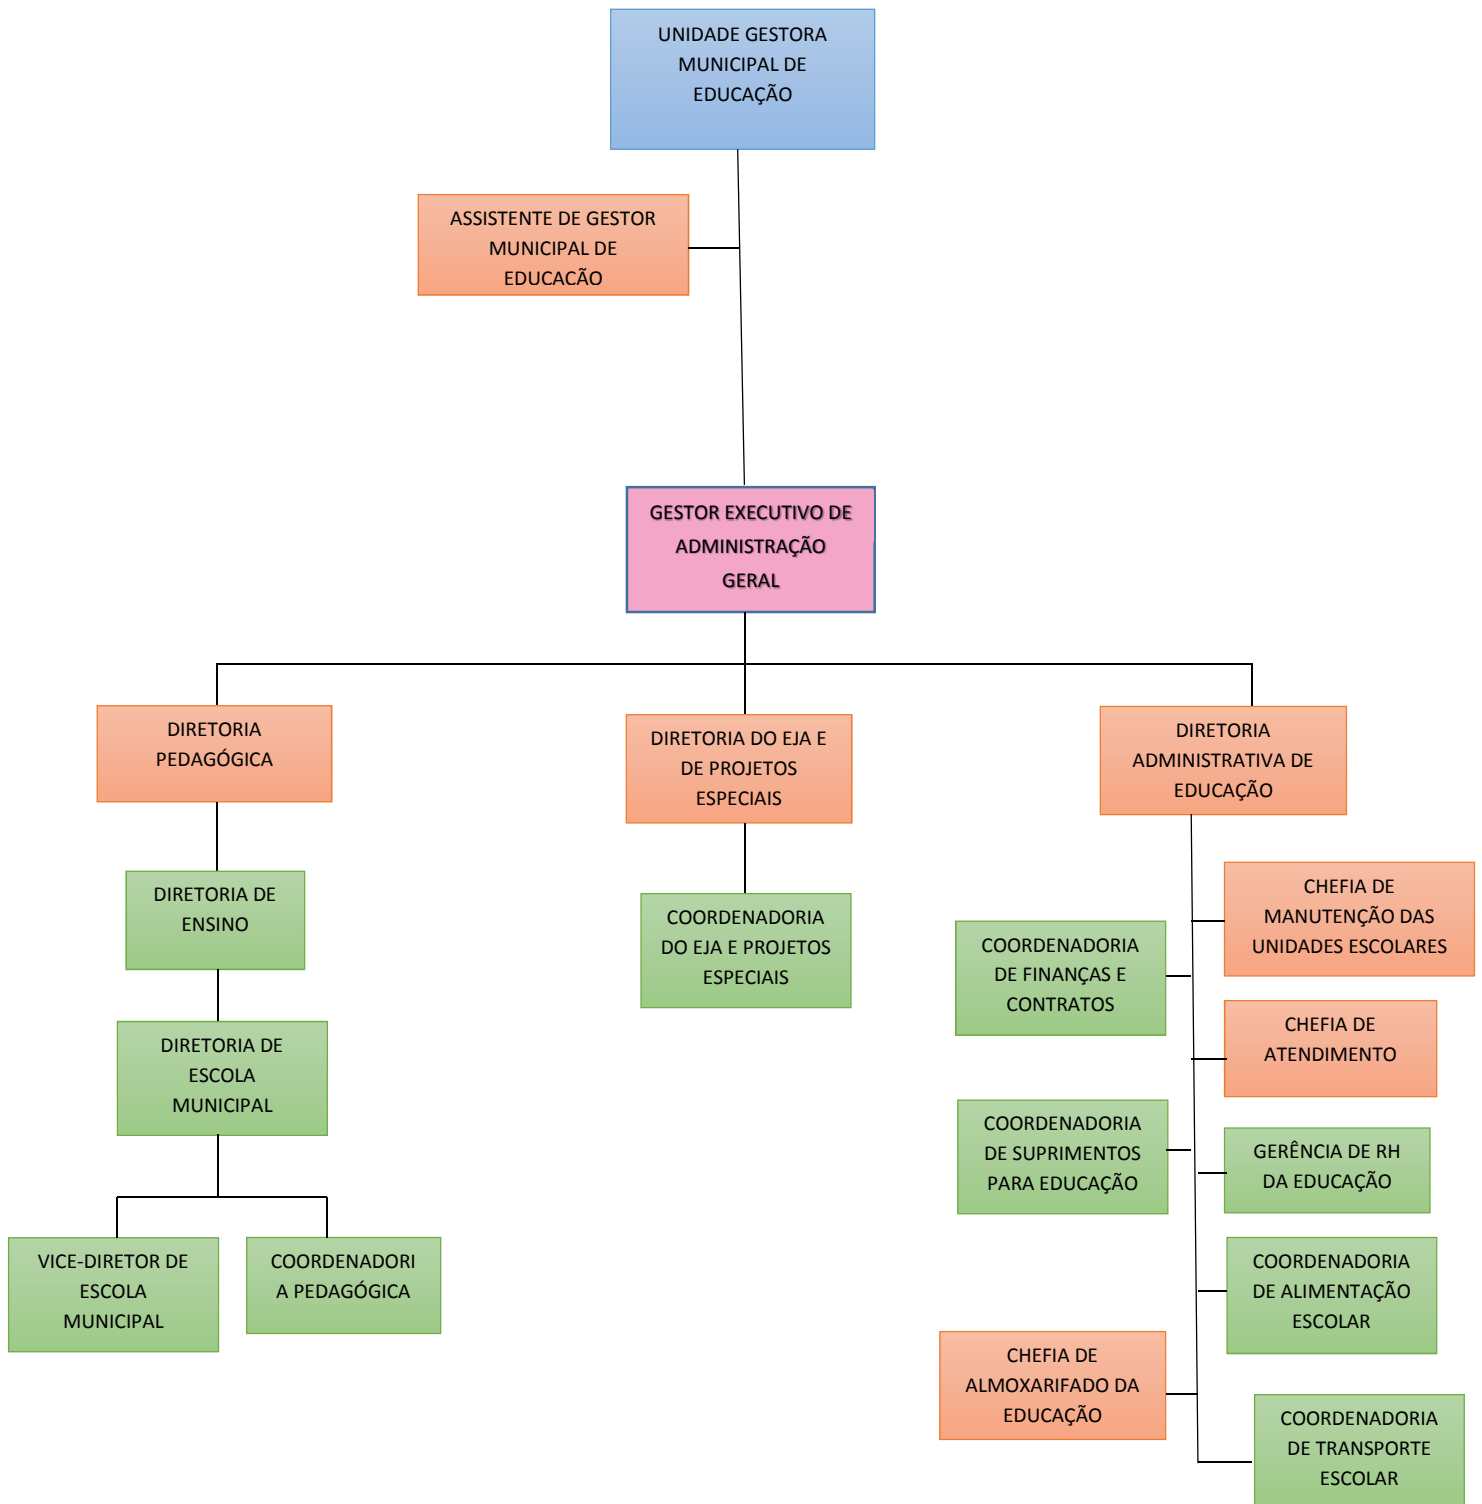 UNIDADE GESTORA
MUNICIPAL DE
EDUCAÇÃO
ASSISTENTE DE GESTOR
MUNICIPAL DE
EDUCACÃO
GESTOR EXECUTIVO DE
ADMINISTRAÇÃO
GERAL
DIRETORIA
PEDAGÓGICA
DIRETORIA DO EJA E
DE PROJETOS
ESPECIAIS
DIRETORIA
ADMINISTRATIVA DE
EDUCAÇÃO
DIRETORIA DE
ENSINO
COORDENADORIA
DO EJA E PROJETOS
ESPECIAIS
CHEFIA DE
MANUTENÇÃO DAS
UNIDADES ESCOLARES
COORDENADORIA
DE FINANÇAS E
CONTRATOS
CHEFIA DE
ATENDIMENTO
DIRETORIA DE
ESCOLA
MUNICIPAL
COORDENADORIA
DE SUPRIMENTOS
PARA EDUCAÇÃO
GERÊNCIA DE RH
DA EDUCAÇÃO
VICE-DIRETOR DE
ESCOLA
MUNICIPAL
COORDENADORI
A PEDAGÓGICA
COORDENADORIA
DE ALIMENTAÇÃO
ESCOLAR
CHEFIA DE
ALMOXARIFADO DA
EDUCAÇÃO
COORDENADORIA
DE TRANSPORTE
ESCOLAR